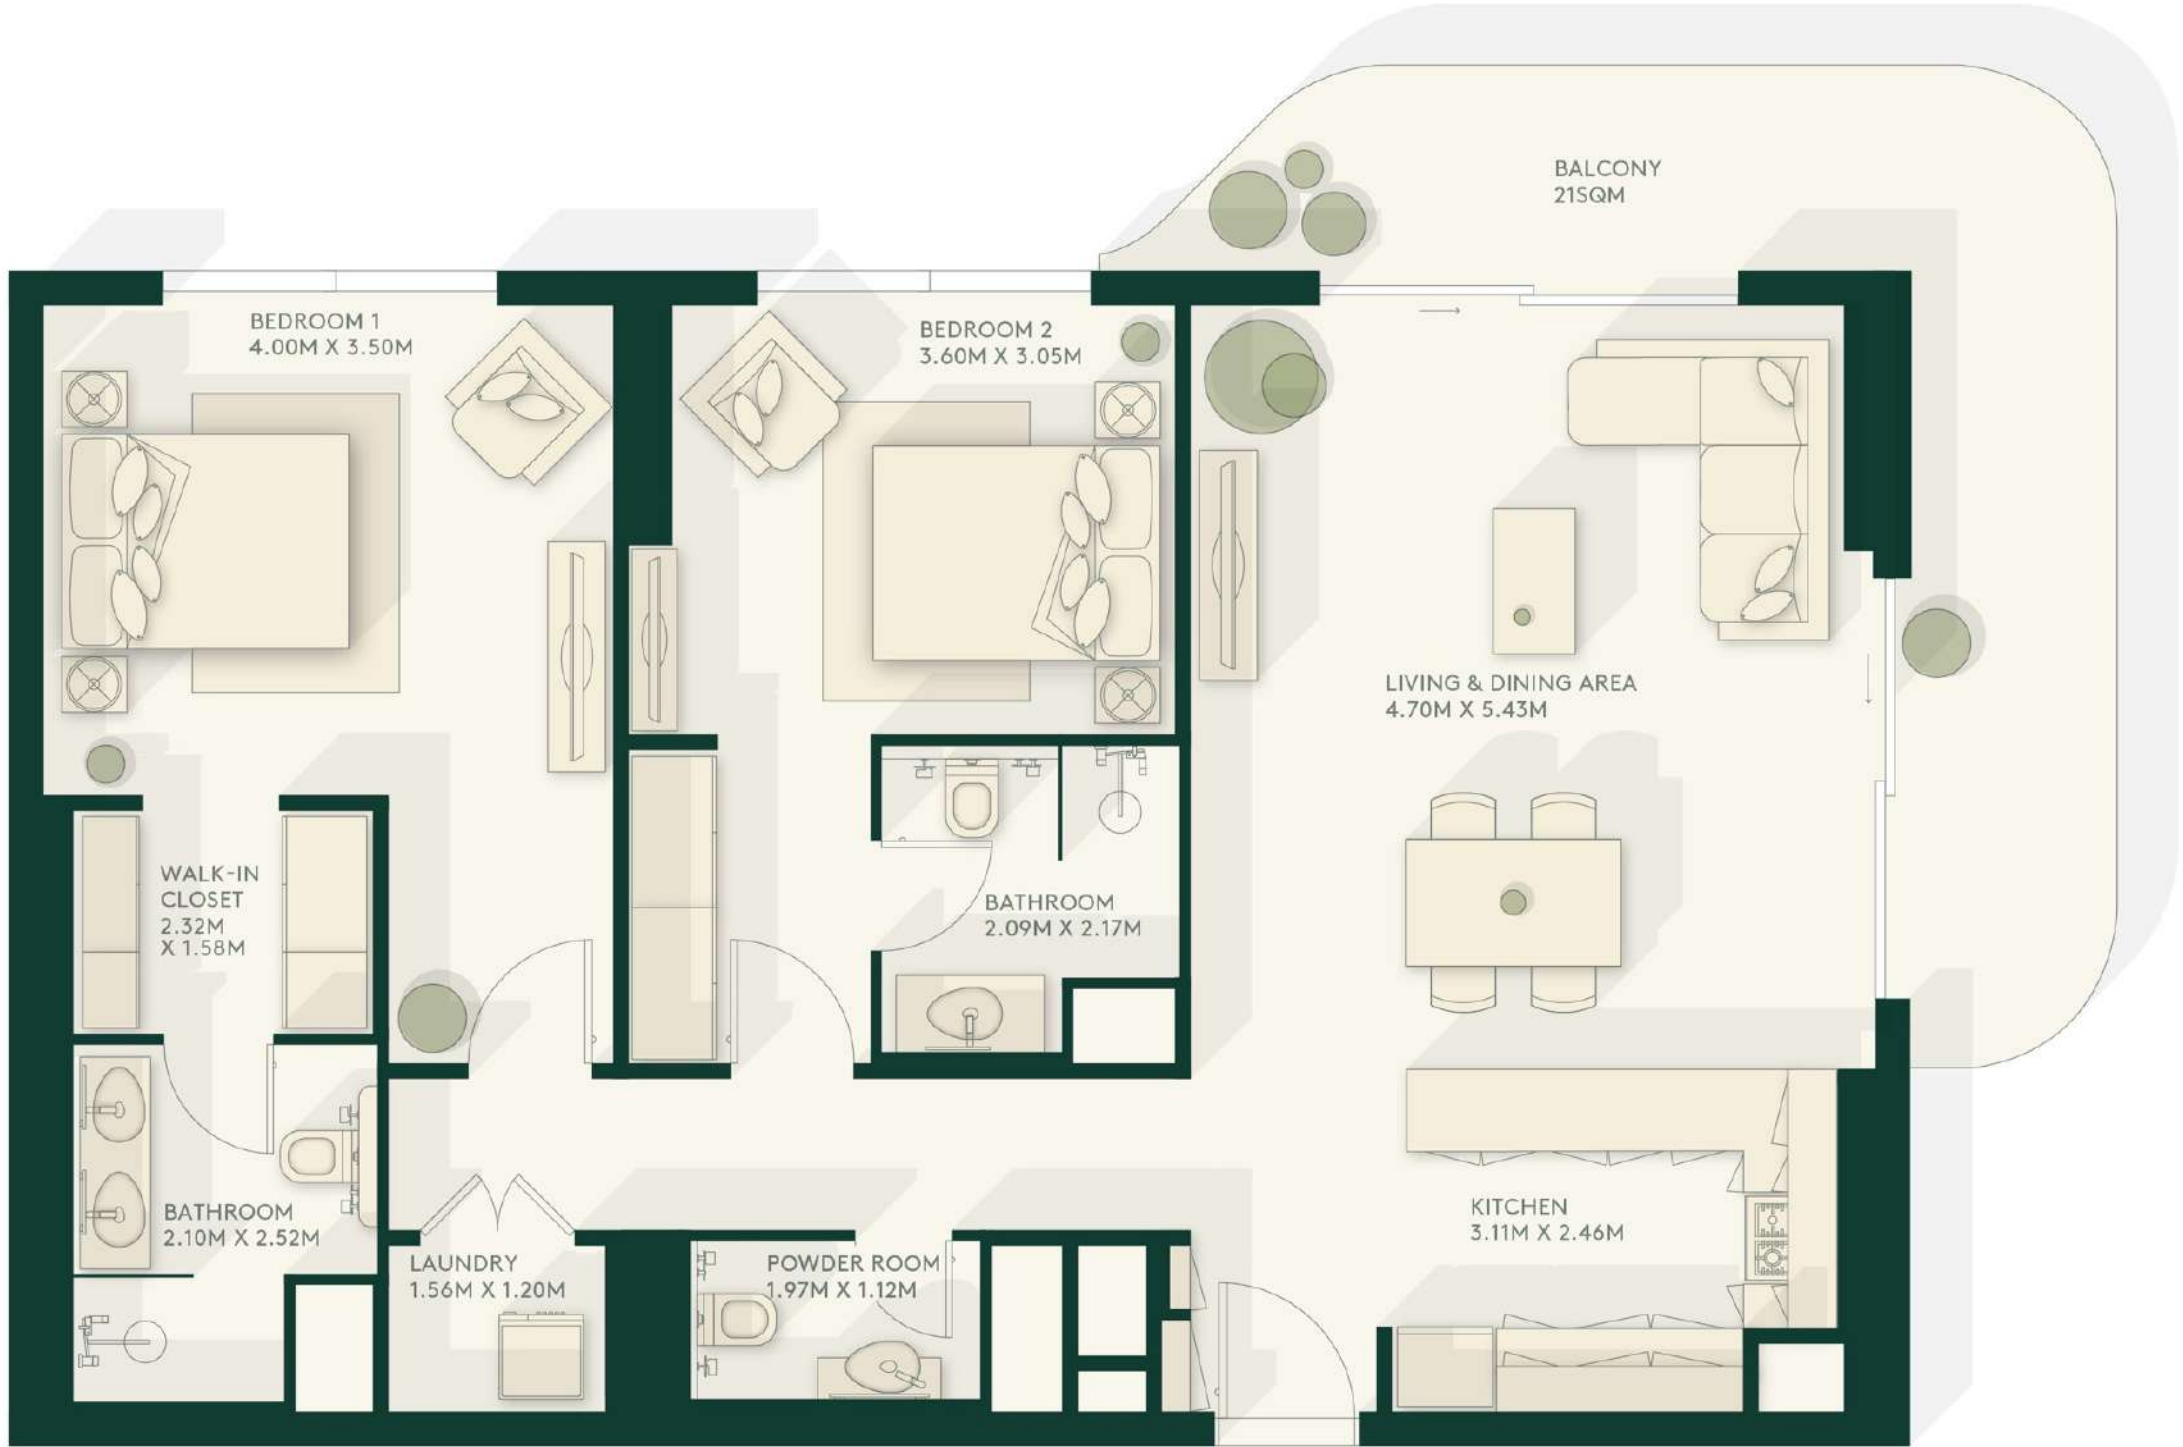 BALCONY
21SQM
BEDROOM 1
4.00M X 3.50M
BEDROOM 2
3.60M X 3.05M
LIVING & DINING AREA
4.70M X 5.43M
WALK-IN
CLOSET
2.32M
X 1.58M
BATHROOM
2.09M X 2.17M
BATHROOM
2.10M X 2.52M
LAUNDRY
1.56M X 1.20M
POWDER ROOM
1.97M X 1.12M
KITCHEN
3.11M X 2.46M